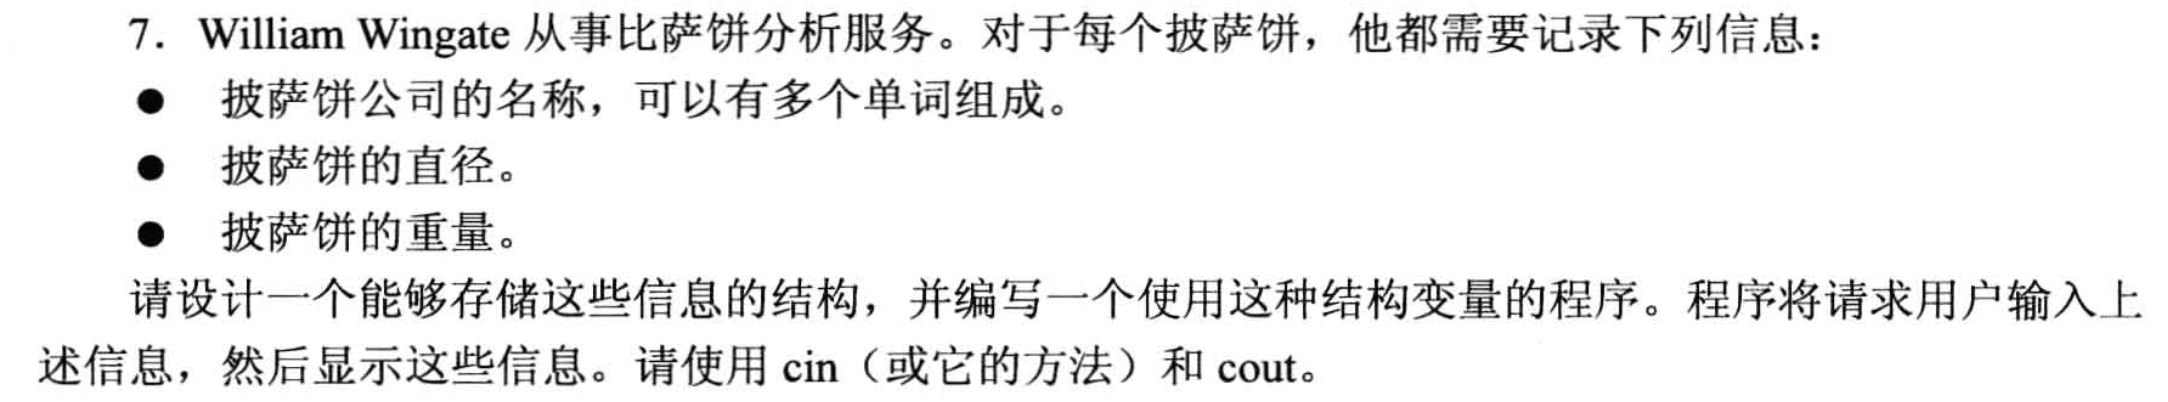 7. William Wingate 从事比萨饼分析服务。对于每个披萨饼，他都需要记录下列信息：
● 披萨饼公司的名称，可以有多个单词组成。
● 披萨饼的直径。
● 披萨饼的重量。
请设计一个能够存储这些信息的结构，并编写一个使用这种结构变量的程序。程序将请求用户输入上
述信息，然后显示这些信息。请使用 cin（或它的方法）和 cout。